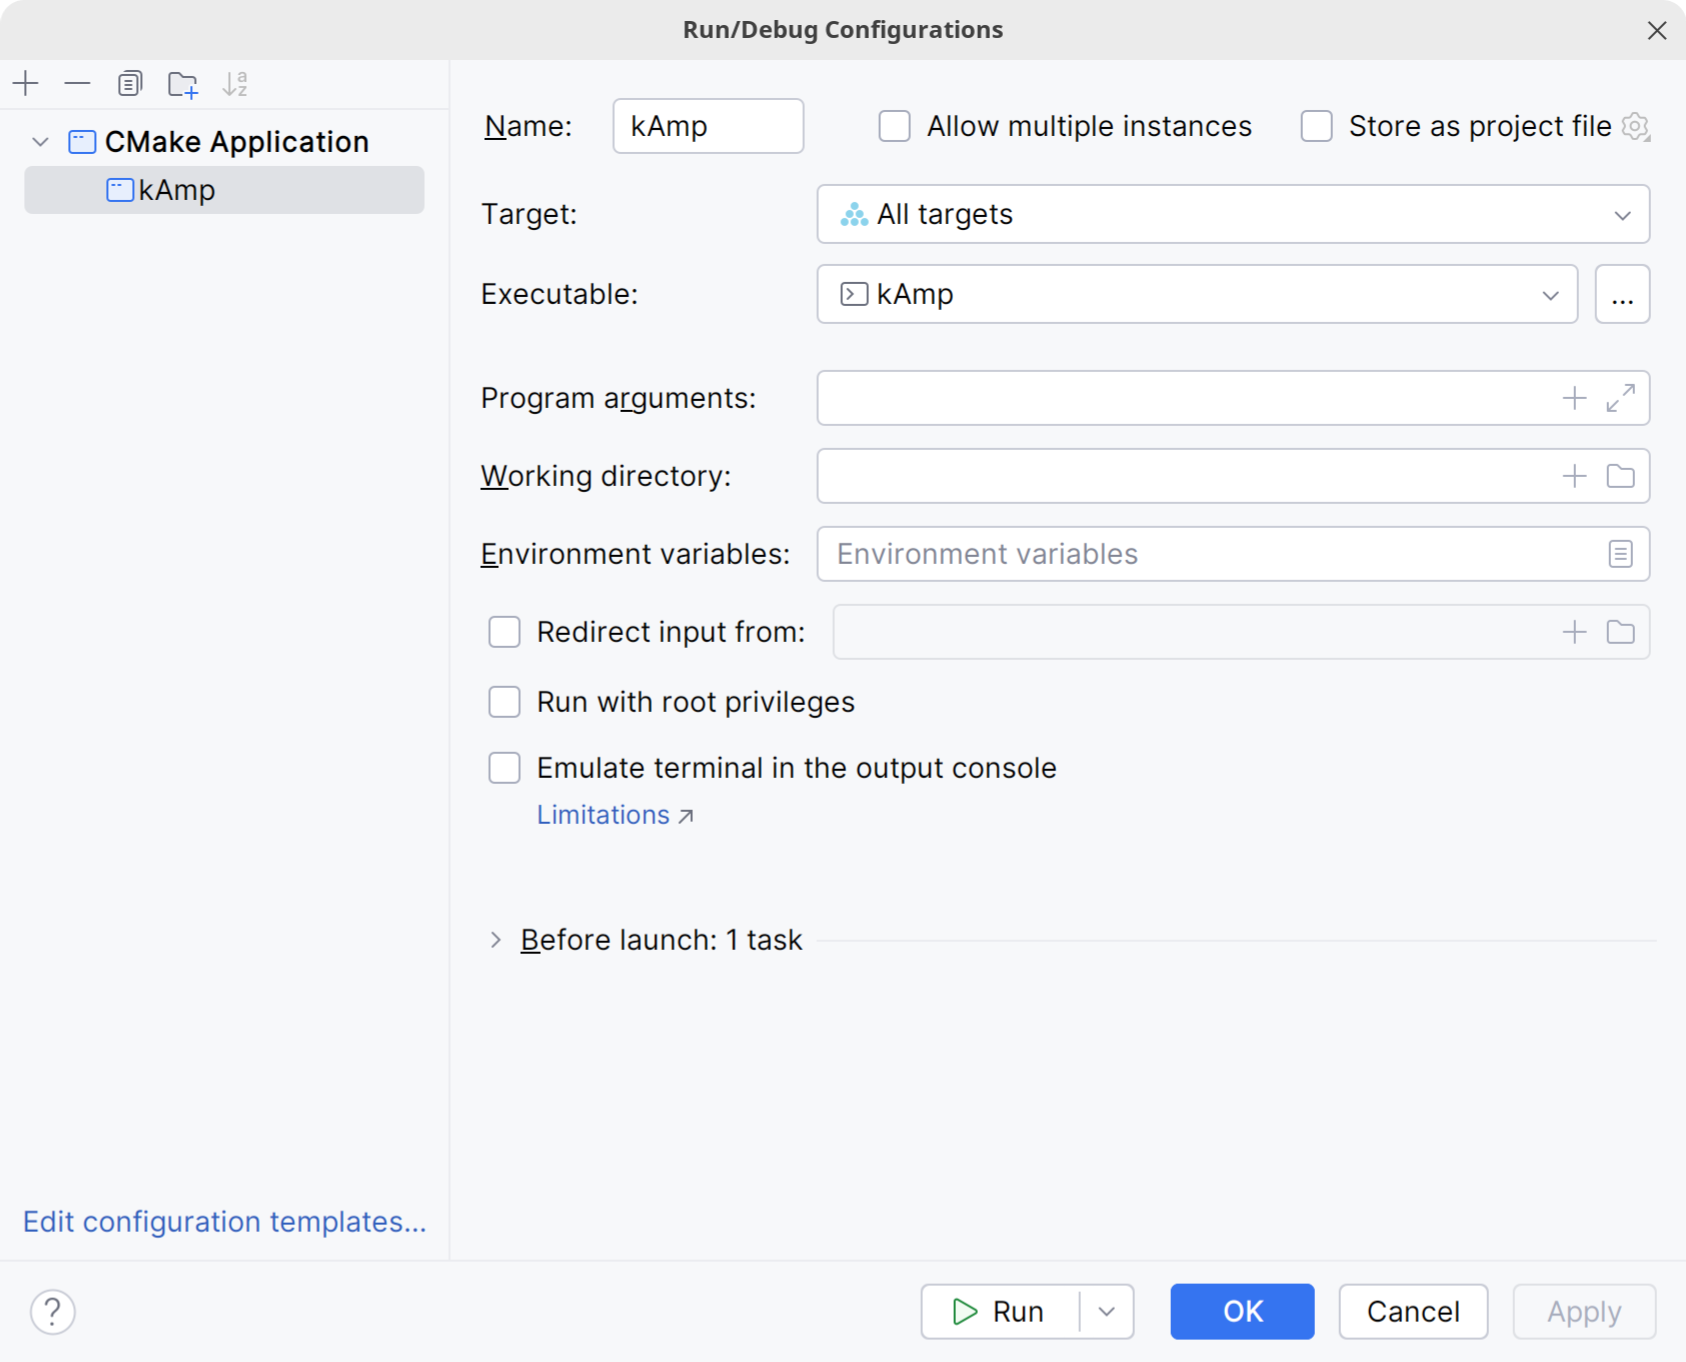 Run/Debug Configurations
CMake Application
kAmp
Name: kAmp
Allow multiple instances
Store as project file
Target: All targets
Executable: kAmp
...
Program arguments:
Working directory:
Environment variables: Environment variables
Redirect input from:
Run with root privileges
Emulate terminal in the output console
Limitations ↗
Before launch: 1 task
Edit configuration templates...
? Run OK Cancel Apply